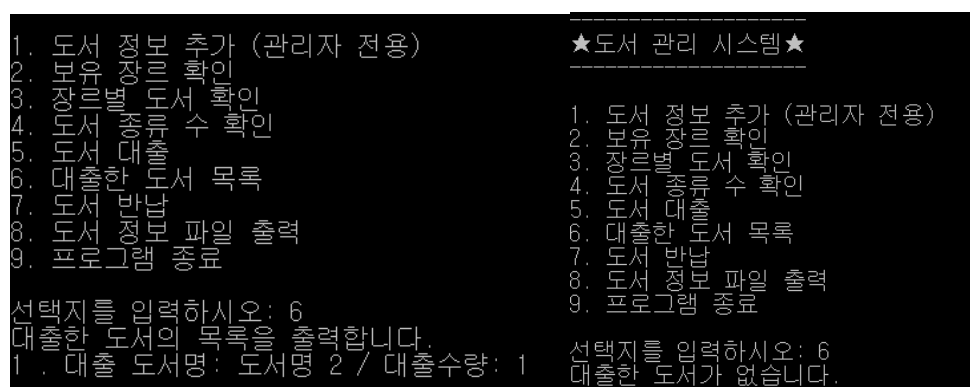 1. 도서 정보 추가 (관리자 전용)
2. 보유 장르 확인
3. 장르별 도서 확인
4. 도서 종류 수 확인
5. 도서 대출
6. 대출한 도서 목록
7. 도서 반납
8. 도서 정보 파일 출력
9. 프로그램 종료
선택지를 입력하시오: 6
대출한 도서의 목록을 출력합니다.
1 . 대출 도서명: 도서명 2 / 대출수량: 1
--------------------
★도서 관리 시스템★
--------------------
1. 도서 정보 추가 (관리자 전용)
2. 보유 장르 확인
3. 장르별 도서 확인
4. 도서 종류 수 확인
5. 도서 대출
6. 대출한 도서 목록
7. 도서 반납
8. 도서 정보 파일 출력
9. 프로그램 종료
선택지를 입력하시오: 6
대출한 도서가 없습니다.